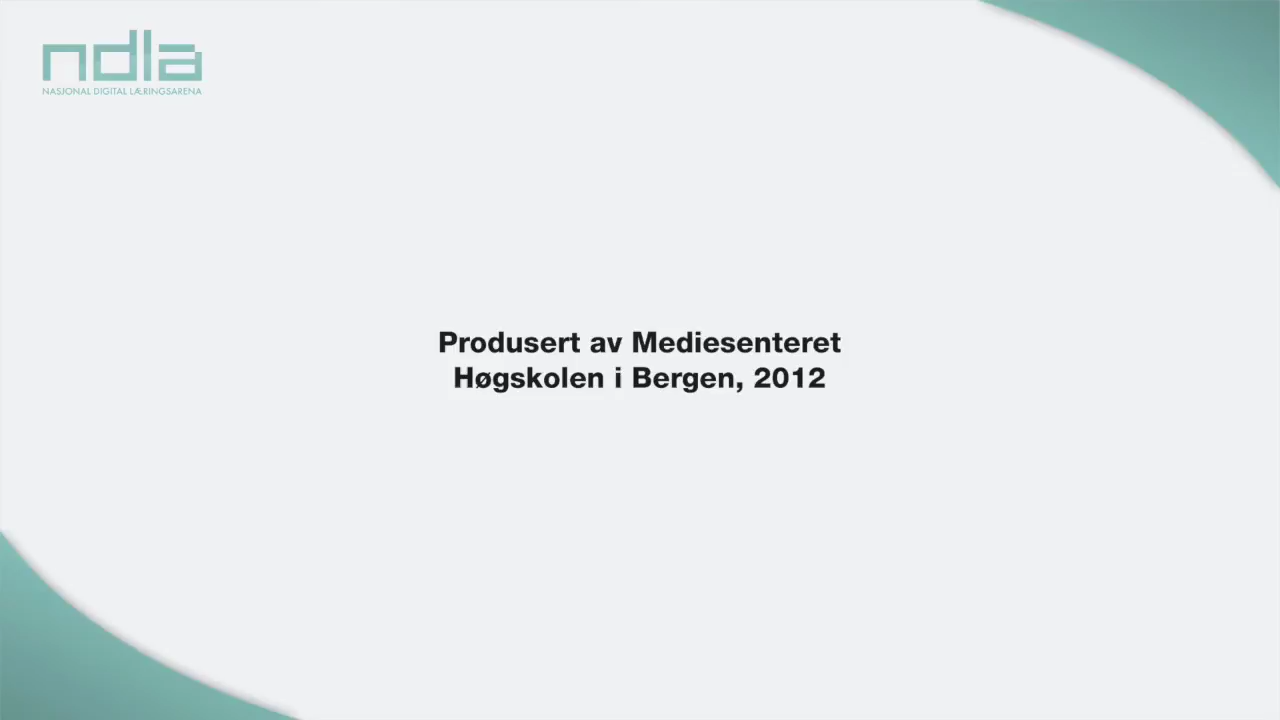 ndla
NASJONAL DIGITAL LÆRINGSARENA
Produsert av Mediesenteret
Høgskolen i Bergen, 2012